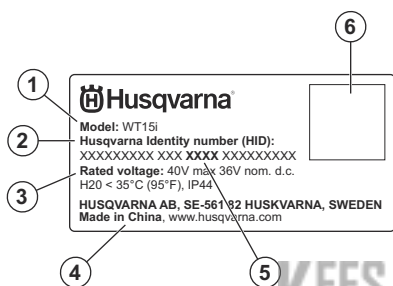 1
2
3
4
5
6
Husqvarna
Model: WT15i
Husqvarna Identity number (HID):
XXXXXXXXX XXX XXXX XXXXXXXXX
Rated voltage: 40V max 36V nom. d.c.
H20 < 35°C (95°F), IP44
HUSQVARNA AB, SE-561 82 HUSKVARNA, SWEDEN
Made in China, www.husqvarna.com
KEES